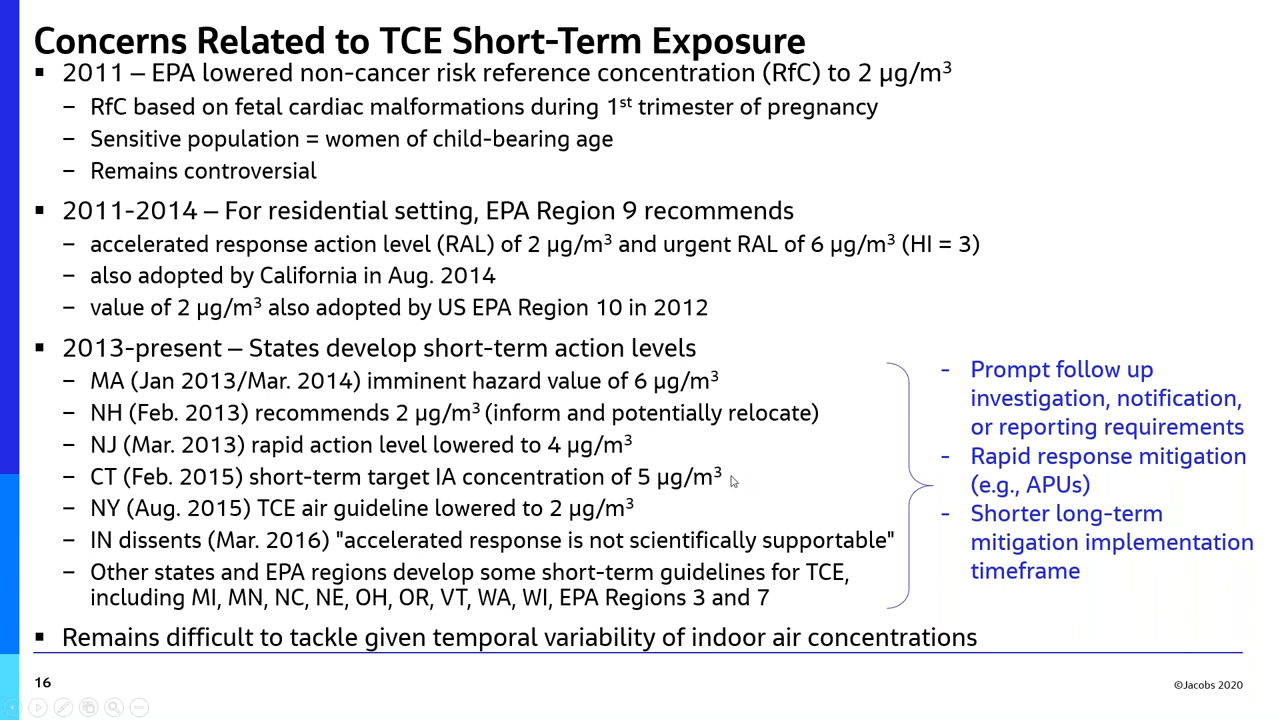 Concerns Related to TCE Short-Term Exposure
▪ 2011 – EPA lowered non-cancer risk reference concentration (RfC) to 2 µg/m³
– RfC based on fetal cardiac malformations during 1st trimester of pregnancy
– Sensitive population = women of child-bearing age
– Remains controversial
▪ 2011-2014 – For residential setting, EPA Region 9 recommends
– accelerated response action level (RAL) of 2 µg/m³ and urgent RAL of 6 µg/m³ (HI = 3)
– also adopted by California in Aug. 2014
– value of 2 µg/m³ also adopted by US EPA Region 10 in 2012
▪ 2013-present – States develop short-term action levels
– MA (Jan 2013/Mar. 2014) imminent hazard value of 6 µg/m³
– NH (Feb. 2013) recommends 2 µg/m³ (inform and potentially relocate)
– NJ (Mar. 2013) rapid action level lowered to 4 µg/m³
– CT (Feb. 2015) short-term target IA concentration of 5 µg/m³
– NY (Aug. 2015) TCE air guideline lowered to 2 µg/m³
– IN dissents (Mar. 2016) "accelerated response is not scientifically supportable"
– Other states and EPA regions develop some short-term guidelines for TCE,
including MI, MN, NC, NE, OH, OR, VT, WA, WI, EPA Regions 3 and 7
- Prompt follow up
investigation, notification,
or reporting requirements
- Rapid response mitigation
(e.g., APUs)
- Shorter long-term
mitigation implementation
timeframe
▪ Remains difficult to tackle given temporal variability of indoor air concentrations
16
©Jacobs 2020